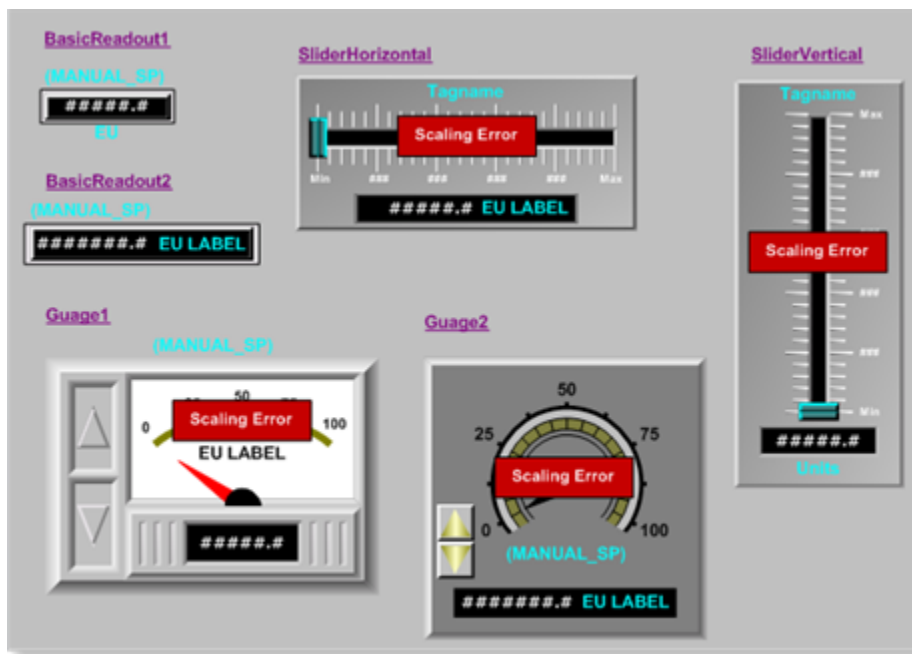 BasicReadout1
(MANUAL_SP)
#####.#
EU
BasicReadout2
(MANUAL_SP)
#######.# EU LABEL
SliderHorizontal
Tagname
Scaling Error
Min ### ### ### ### Max
#####.# EU LABEL
SliderVertical
Tagname
Max
###
Scaling Error
###
###
Min
#####.#
Units
Guage1
(MANUAL_SP)
0 50 100
Scaling Error
EU LABEL
#####.#
Guage2
0 25 50 75 100
Scaling Error
(MANUAL_SP)
#######.# EU LABEL